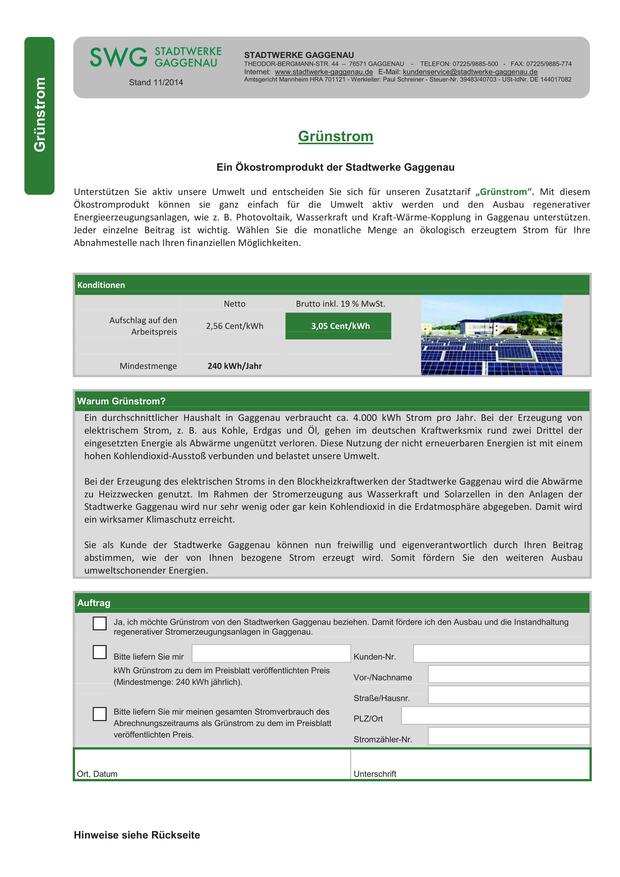 Grünstrom
SWG STADTWERKE
GAGGENAU
Stand 11/2014
STADTWERKE GAGGENAU
THEODOR-BERGMANN-STR. 44 – 76571 GAGGENAU - TELEFON: 07225/9885-500 - FAX: 07225/9885-774
Internet: www.stadtwerke-gaggenau.de E-Mail: kundenservice@stadtwerke-gaggenau.de
Amtsgericht Mannheim HRA 701121 - Werkleiter: Paul Schreiner - Steuer-Nr. 39483/40703 - USt-IdNr. DE 144017082
Grünstrom
Ein Ökostromprodukt der Stadtwerke Gaggenau
Unterstützen Sie aktiv unsere Umwelt und entscheiden Sie sich für unseren Zusatztarif „Grünstrom“. Mit diesem
Ökostromprodukt können sie ganz einfach für die Umwelt aktiv werden und den Ausbau regenerativer
Energieerzeugungsanlagen, wie z. B. Photovoltaik, Wasserkraft und Kraft-Wärme-Kopplung in Gaggenau unterstützen.
Jeder einzelne Beitrag ist wichtig. Wählen Sie die monatliche Menge an ökologisch erzeugtem Strom für Ihre
Abnahmestelle nach Ihren finanziellen Möglichkeiten.
Konditionen
Netto Brutto inkl. 19 % MwSt.
Aufschlag auf den
Arbeitspreis
2,56 Cent/kWh 3,05 Cent/kWh
Mindestmenge 240 kWh/Jahr
Warum Grünstrom?
Ein durchschnittlicher Haushalt in Gaggenau verbraucht ca. 4.000 kWh Strom pro Jahr. Bei der Erzeugung von
elektrischem Strom, z. B. aus Kohle, Erdgas und Öl, gehen im deutschen Kraftwerksmix rund zwei Drittel der
eingesetzten Energie als Abwärme ungenützt verloren. Diese Nutzung der nicht erneuerbaren Energien ist mit einem
hohen Kohlendioxid-Ausstoß verbunden und belastet unsere Umwelt.
Bei der Erzeugung des elektrischen Stroms in den Blockheizkraftwerken der Stadtwerke Gaggenau wird die Abwärme
zu Heizzwecken genutzt. Im Rahmen der Stromerzeugung aus Wasserkraft und Solarzellen in den Anlagen der
Stadtwerke Gaggenau wird nur sehr wenig oder gar kein Kohlendioxid in die Erdatmosphäre abgegeben. Damit wird
ein wirksamer Klimaschutz erreicht.
Sie als Kunde der Stadtwerke Gaggenau können nun freiwillig und eigenverantwortlich durch Ihren Beitrag
abstimmen, wie der von Ihnen bezogene Strom erzeugt wird. Somit fördern Sie den weiteren Ausbau
umweltschonender Energien.
Auftrag
Ja, ich möchte Grünstrom von den Stadtwerken Gaggenau beziehen. Damit fördere ich den Ausbau und die Instandhaltung
regenerativer Stromerzeugungsanlagen in Gaggenau.
Bitte liefern Sie mir
kWh Grünstrom zu dem im Preisblatt veröffentlichten Preis
(Mindestmenge: 240 kWh jährlich).
Bitte liefern Sie mir meinen gesamten Stromverbrauch des
Abrechnungszeitraums als Grünstrom zu dem im Preisblatt
veröffentlichten Preis.
Kunden-Nr.
Vor-/Nachname
Straße/Hausnr.
PLZ/Ort
Stromzähler-Nr.
Ort, Datum
Unterschrift
Hinweise siehe Rückseite